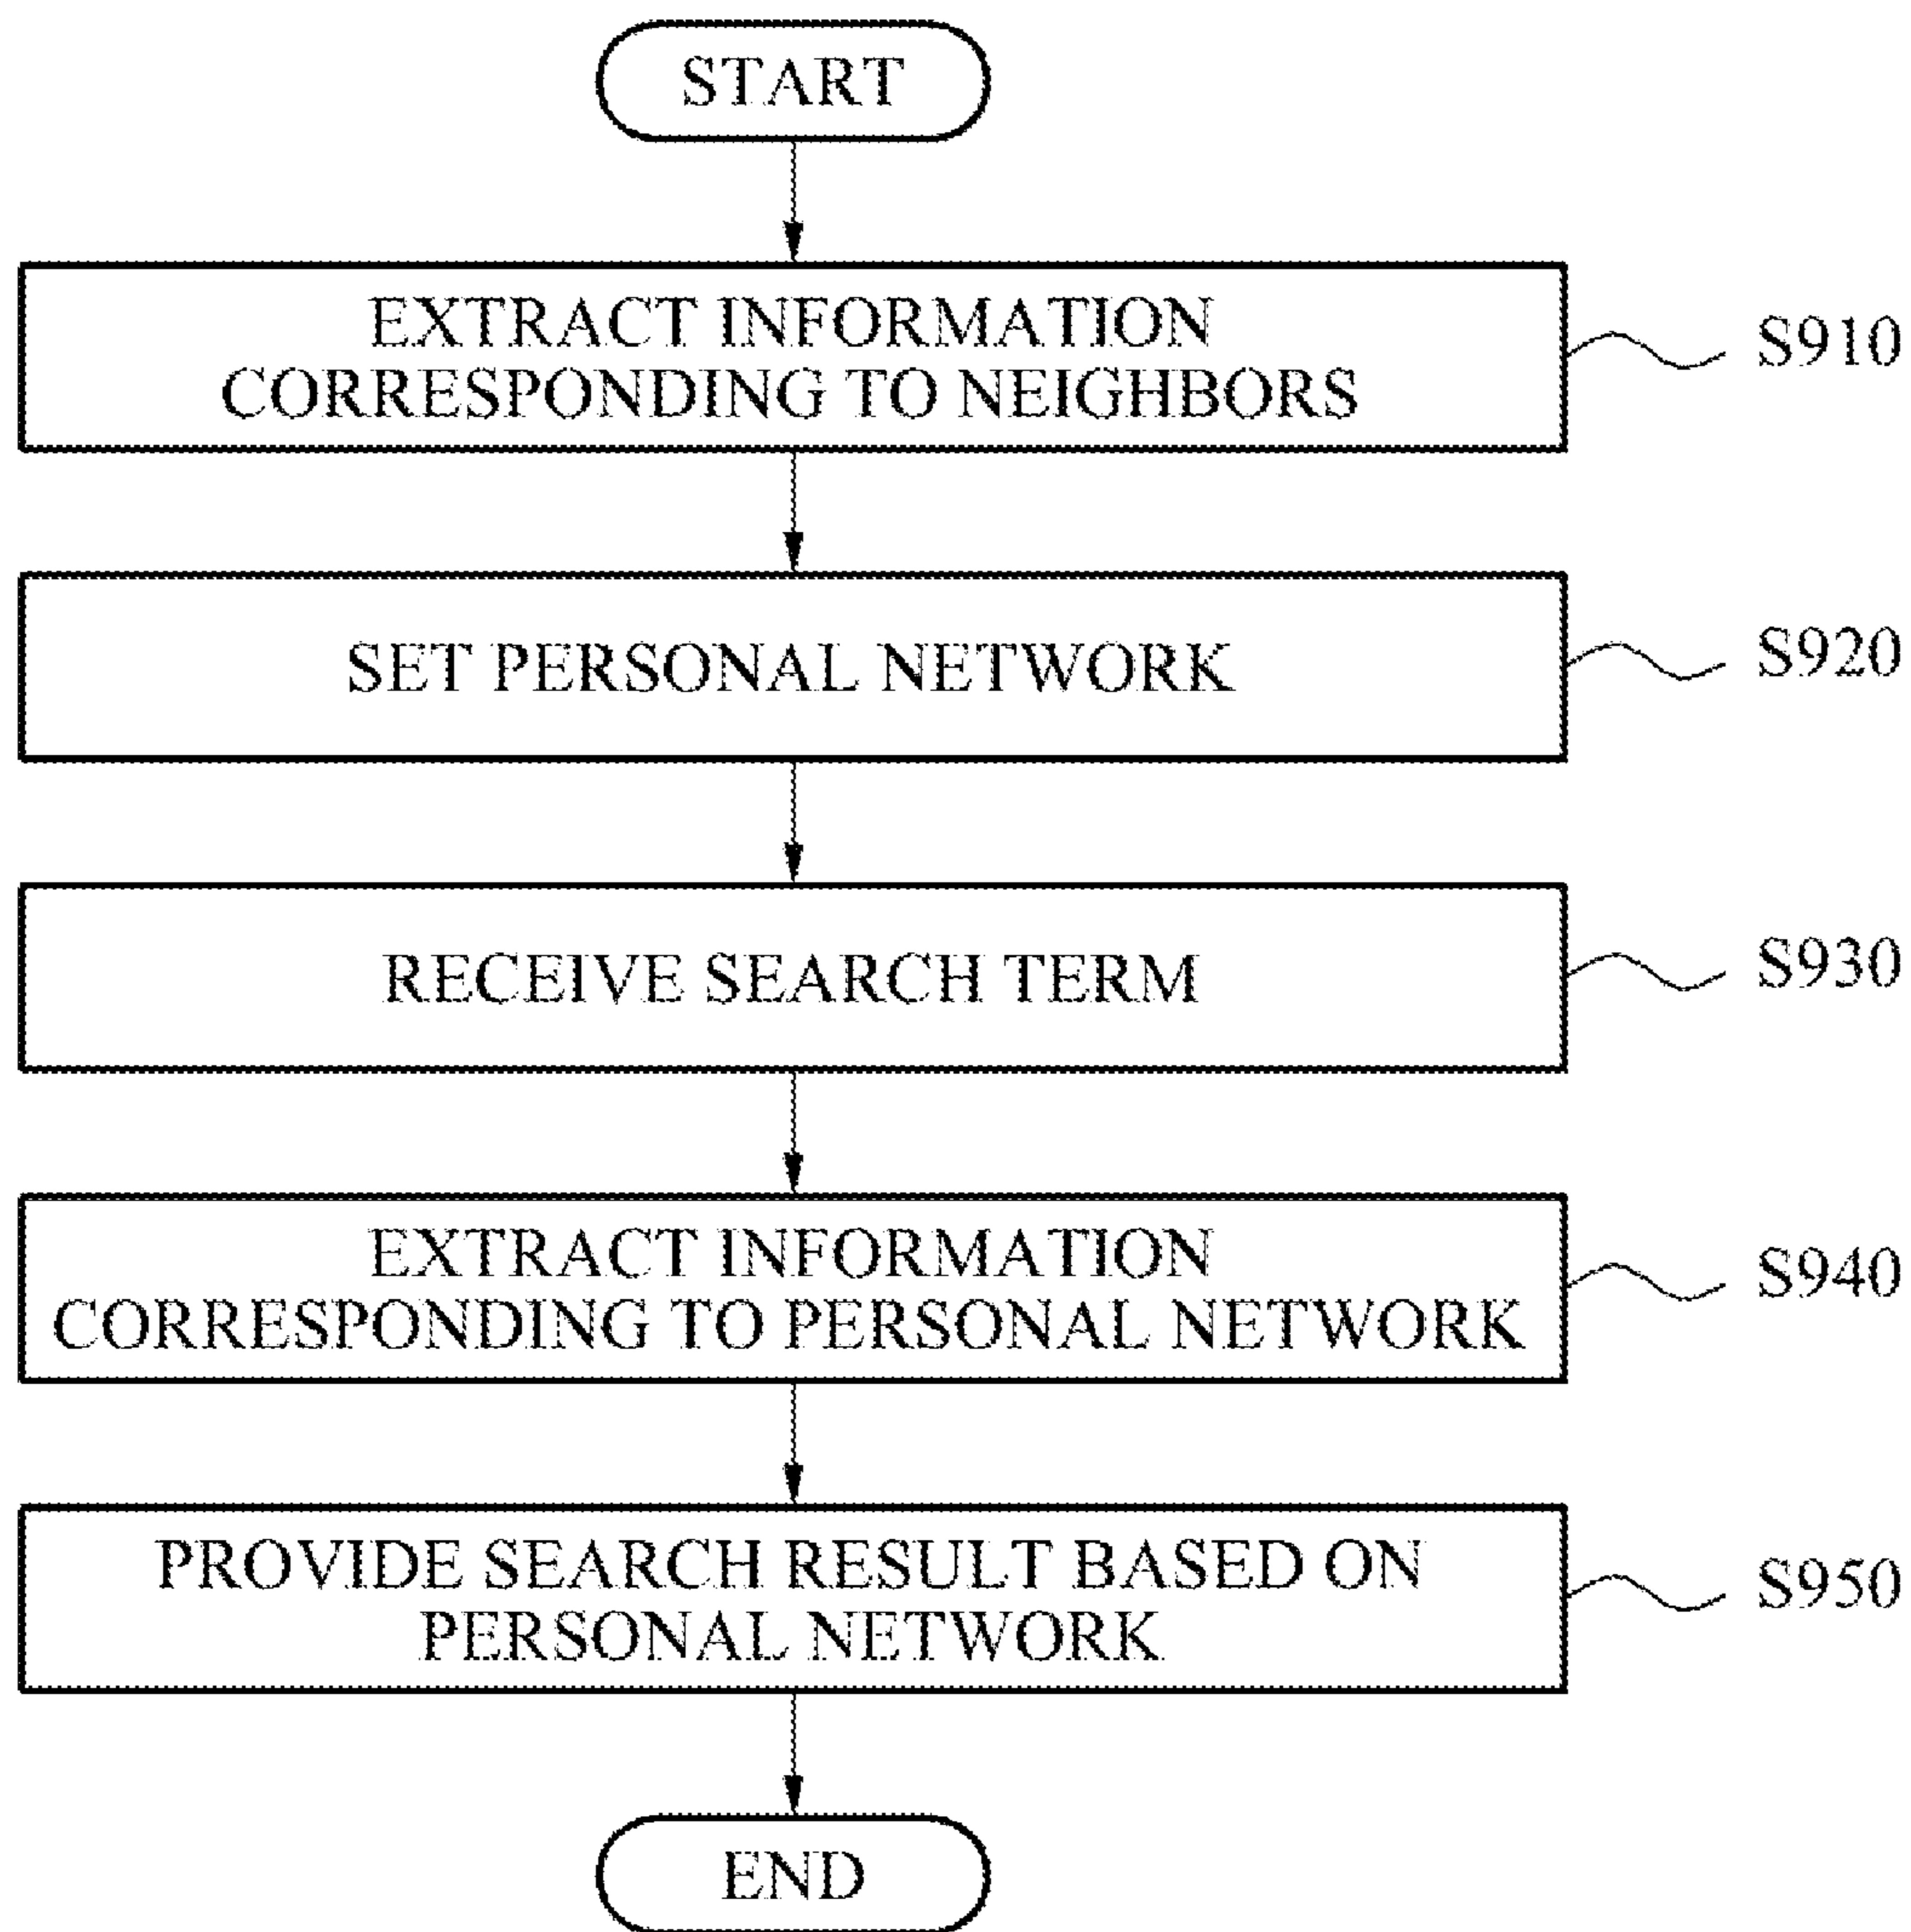 START
EXTRACT INFORMATION
CORRESPONDING TO NEIGHBORS
S910
SET PERSONAL NETWORK
S920
RECEIVE SEARCH TERM
S930
EXTRACT INFORMATION
CORRESPONDING TO PERSONAL NETWORK
S940
PROVIDE SEARCH RESULT BASED ON
PERSONAL NETWORK
S950
END